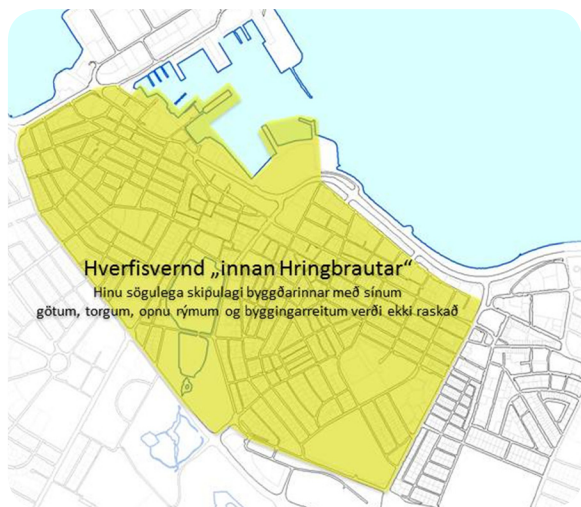 Hverfisvernd „innan Hringbrautar“
Hinu sögulega skipulagi byggðarinnar með sínum
götum, torgum, opnu rýmum og byggingarreitum verði ekki raskað